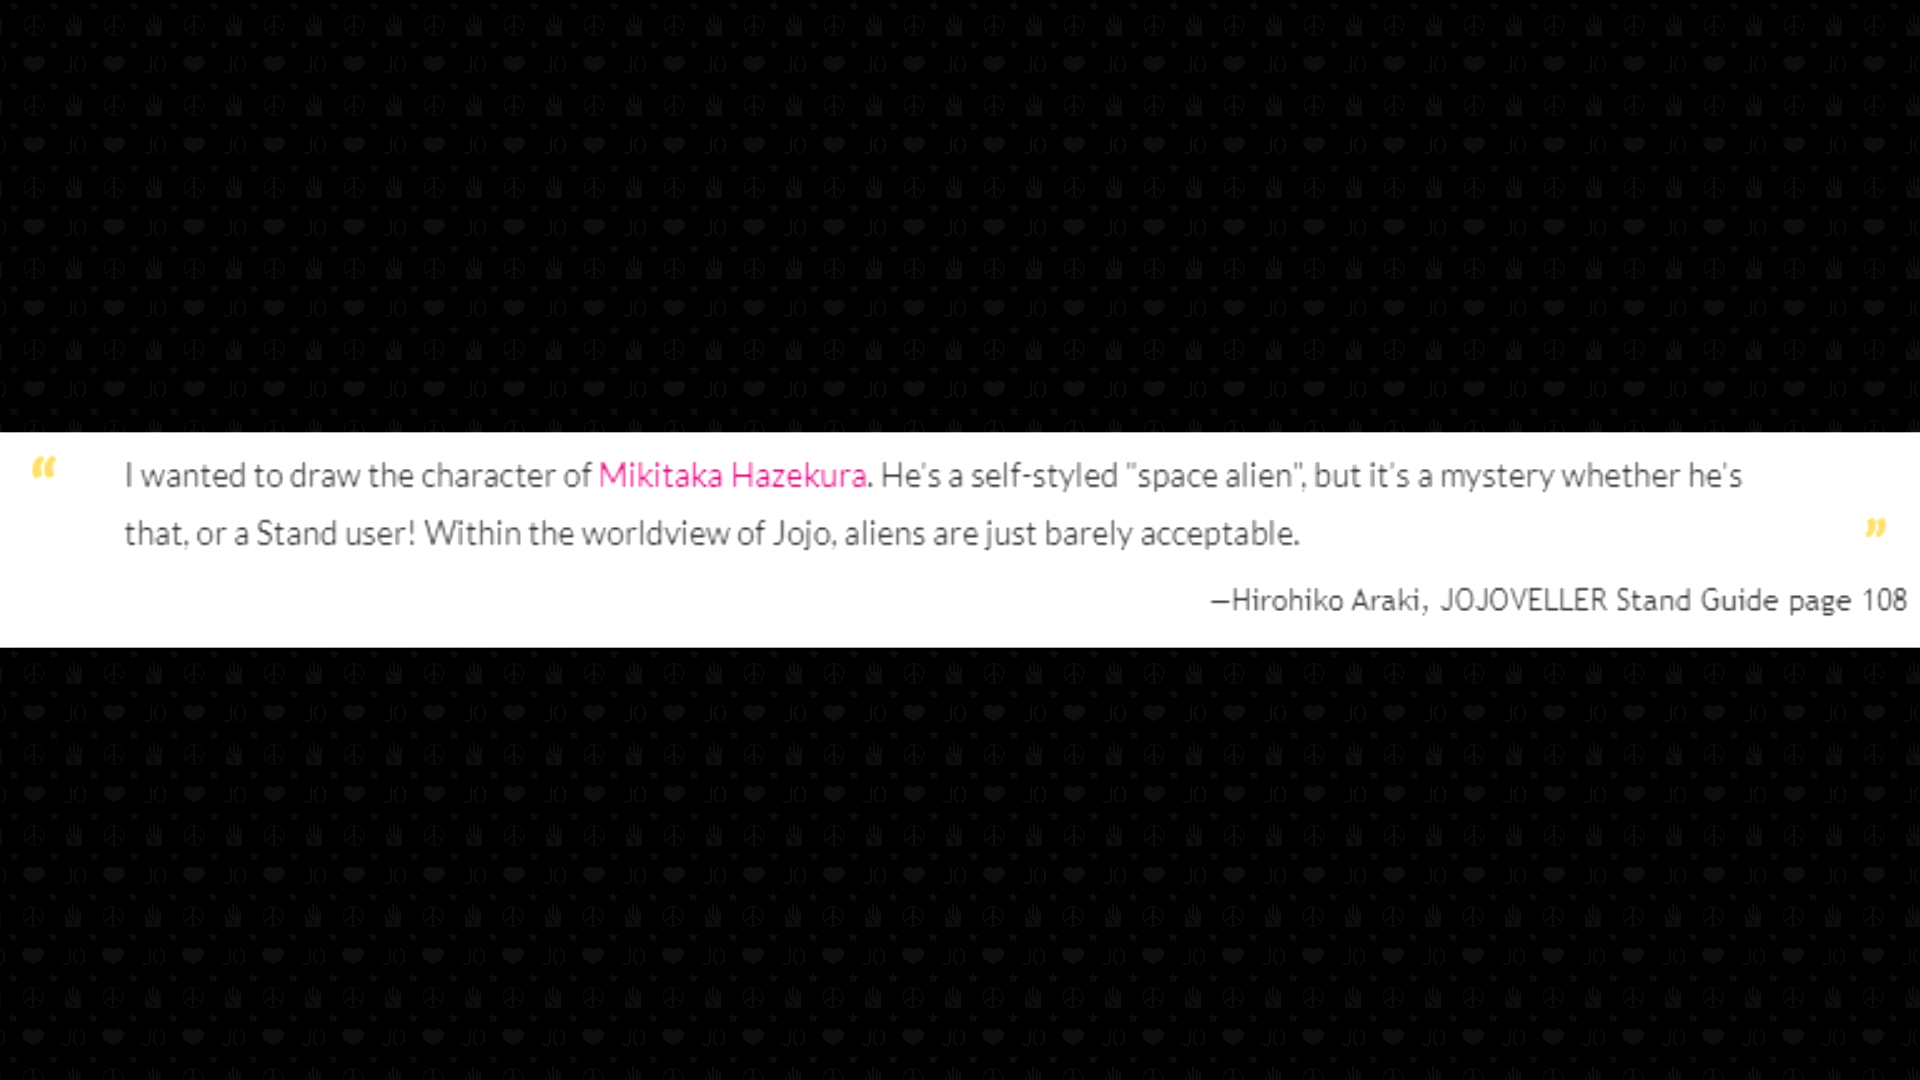 “ I wanted to draw the character of Mikitaka Hazekura. He's a self-styled "space alien", but it's a mystery whether he's
that, or a Stand user! Within the worldview of Jojo, aliens are just barely acceptable. ”
—Hirohiko Araki, JOJOVELLER Stand Guide page 108